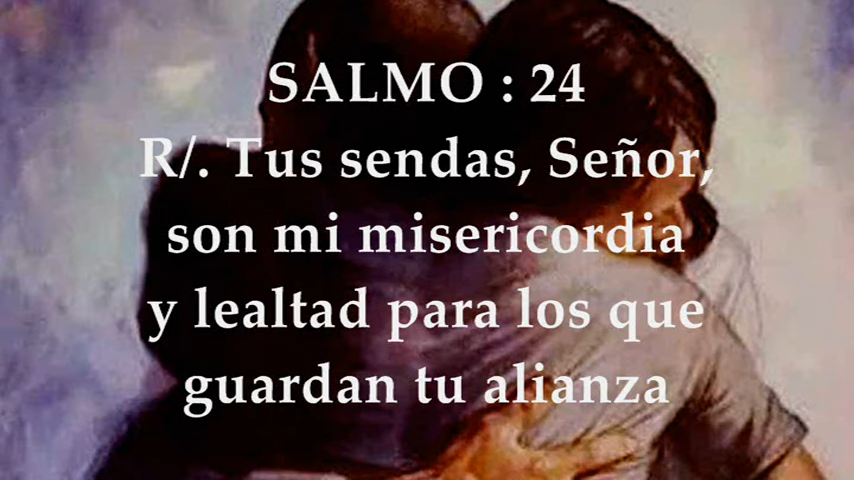 SALMO : 24
R/. Tus sendas, Señor,
son mi misericordia
y lealtad para los que
guardan tu alianza